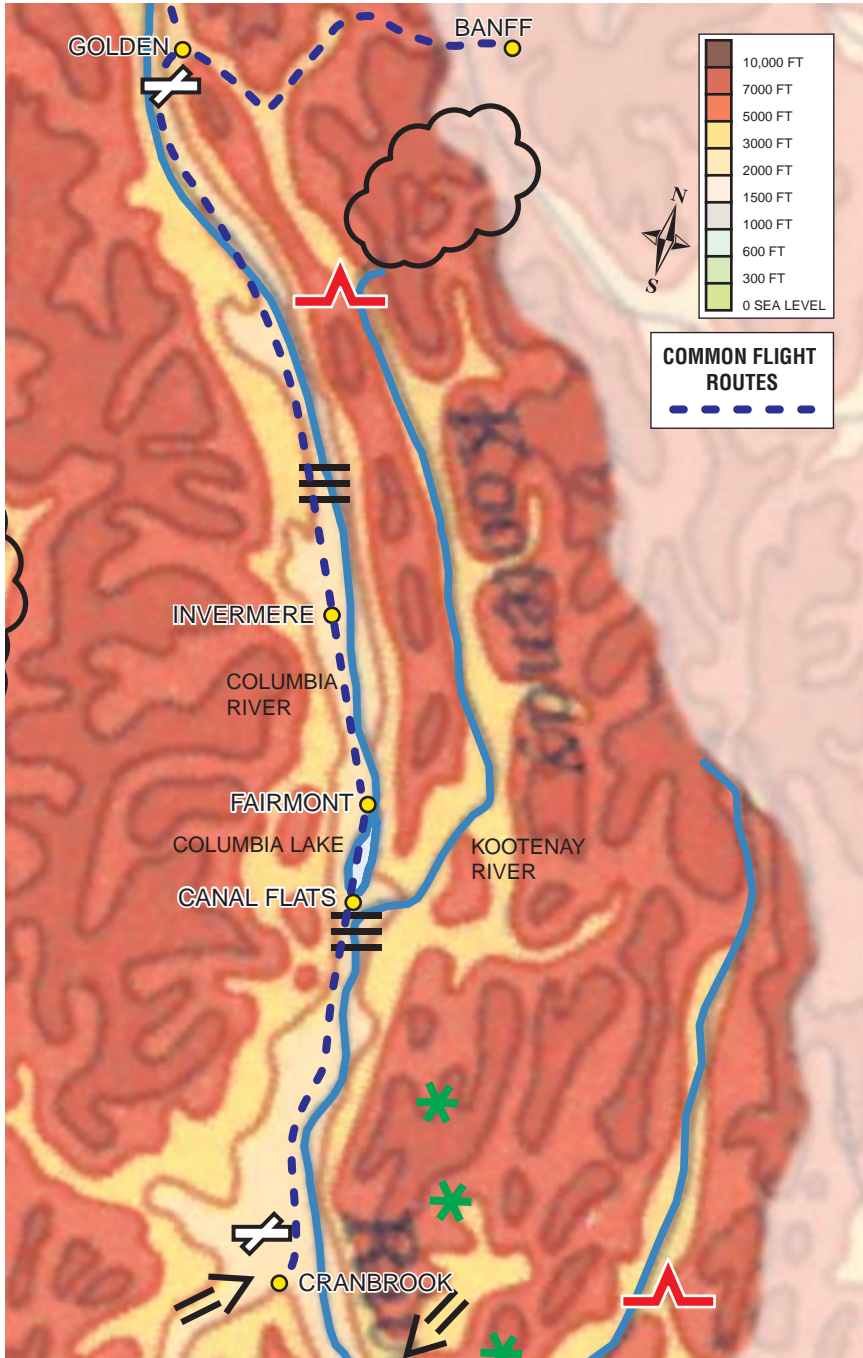 GOLDEN
BANFF
10,000 FT
7000 FT
5000 FT
3000 FT
2000 FT
1500 FT
1000 FT
600 FT
300 FT
0 SEA LEVEL
N
S
COMMON FLIGHT
ROUTES
Kootenay
INVERMERE
COLUMBIA
RIVER
FAIRMONT
COLUMBIA LAKE
KOOTENAY
RIVER
CANAL FLATS
CRANBROOK